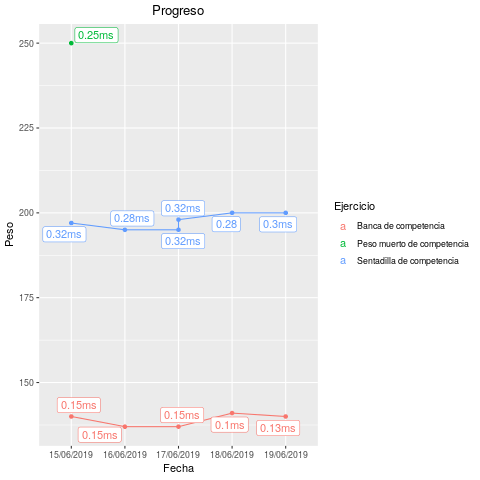 Progreso
250
225
200
175
150
Peso
0.25ms
0.32ms
0.28ms
0.32ms
0.32ms
0.28
0.3ms
0.15ms
0.15ms
0.15ms
0.1ms
0.13ms
15/06/2019
16/06/2019
17/06/2019
18/06/2019
19/06/2019
Fecha
Ejercicio
a Banca de competencia
a Peso muerto de competencia
a Sentadilla de competencia